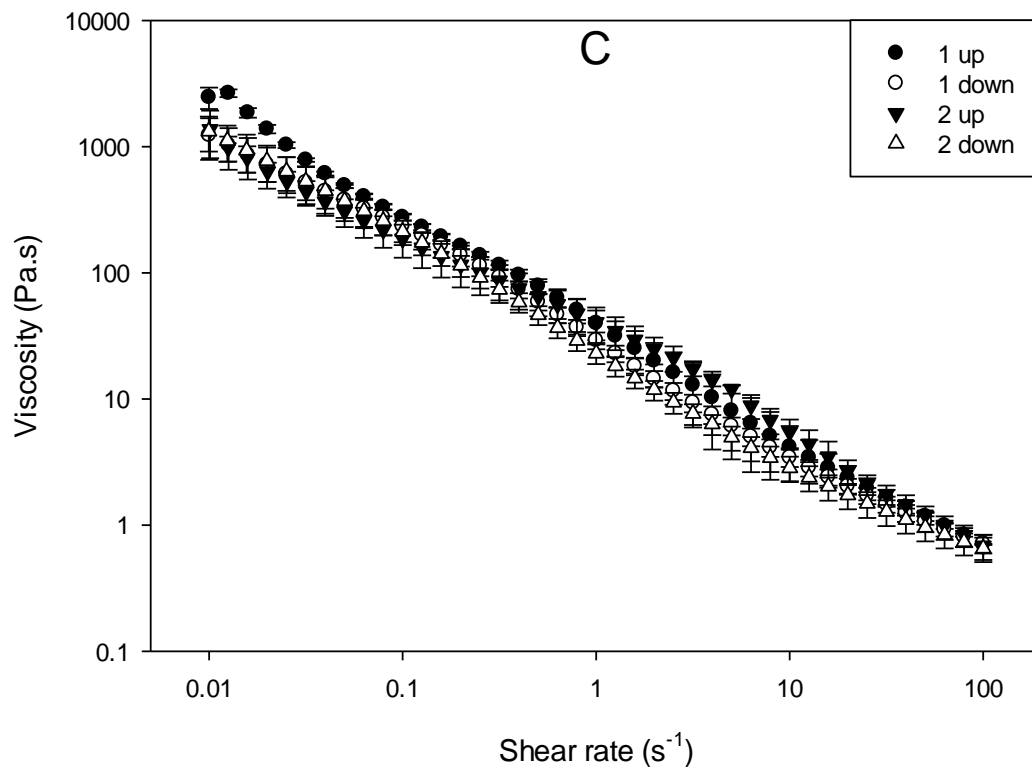 C
1 up
1 down
2 up
2 down
10000
1000
100
10
1
0.1
Viscosity (Pa.s)
0.01 0.1 1 10 100
Shear rate (s⁻¹)